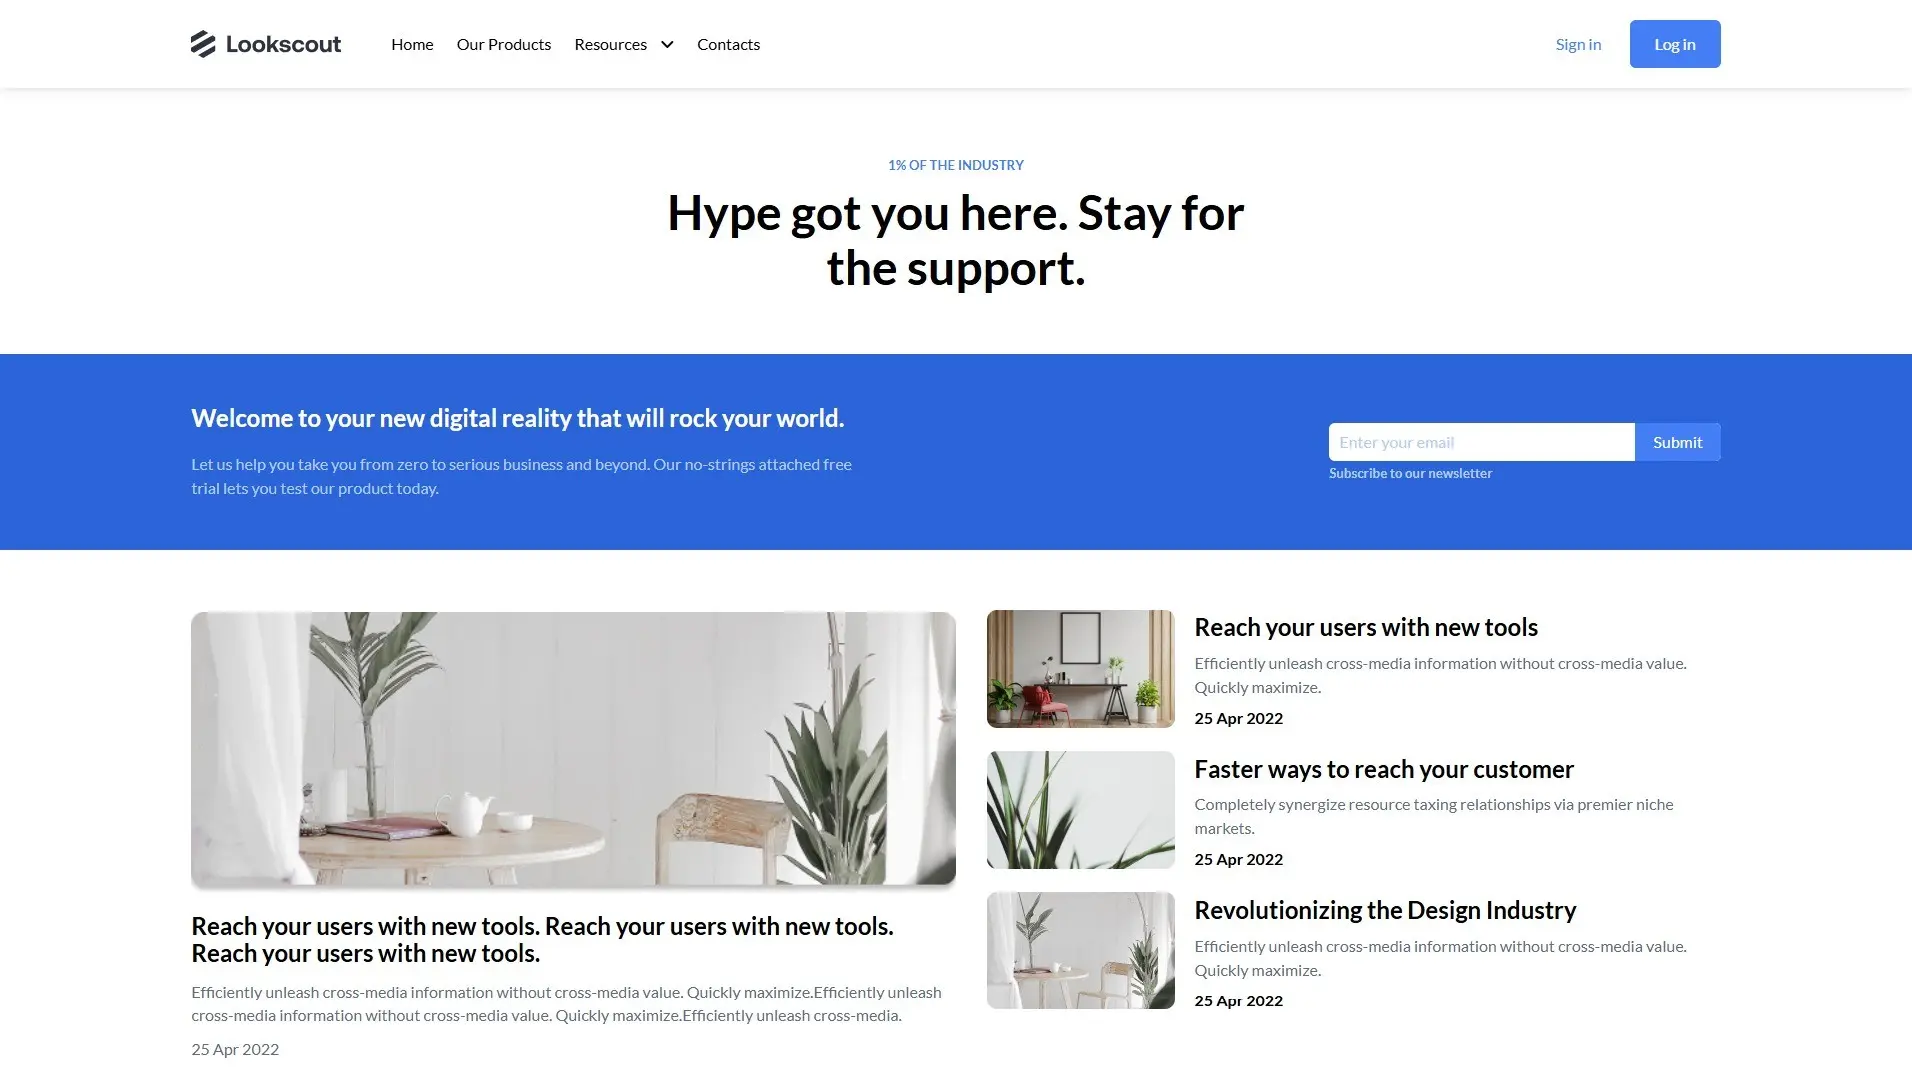 Lookscout
Home
Our Products
Resources
Contacts
Sign in
Log in
1% OF THE INDUSTRY
Hype got you here. Stay for
the support.
Welcome to your new digital reality that will rock your world.
Let us help you take you from zero to serious business and beyond. Our no-strings attached free
trial lets you test our product today.
Enter your email
Submit
Subscribe to our newsletter
Reach your users with new tools. Reach your users with new tools.
Reach your users with new tools.
Efficiently unleash cross-media information without cross-media value. Quickly maximize.Efficiently unleash
cross-media information without cross-media value. Quickly maximize.Efficiently unleash cross-media.
25 Apr 2022
Reach your users with new tools
Efficiently unleash cross-media information without cross-media value.
Quickly maximize.
25 Apr 2022
Faster ways to reach your customer
Completely synergize resource taxing relationships via premier niche
markets.
25 Apr 2022
Revolutionizing the Design Industry
Efficiently unleash cross-media information without cross-media value.
Quickly maximize.
25 Apr 2022